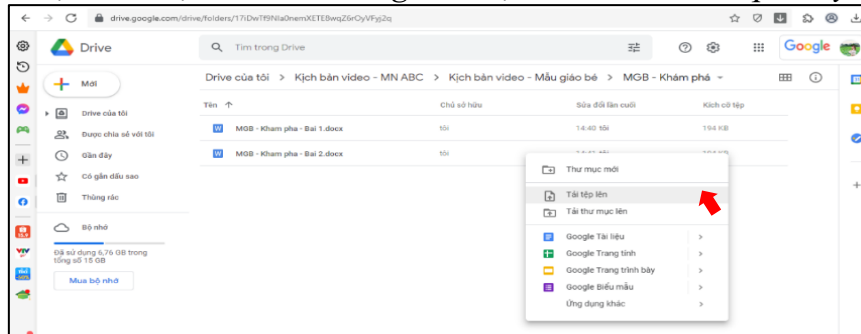 drive.google.com/drive/folders/17iDwTf9NIa0nemXETE8wqZ6rOyVFyj2q
Drive
Tìm trong Drive
Google
Mới
Drive của tôi > Kịch bản video - MN ABC > Kịch bản video - Mẫu giáo bé > MGB - Khám phá
Tên
Chủ sở hữu
Sửa đổi lần cuối
Kích cỡ tệp
Drive của tôi
MGB - Kham pha - Bai 1.docx
tôi
14:40 tôi
194 KB
Được chia sẻ với tôi
MGB - Kham pha - Bai 2.docx
tôi
Gần đây
Có gắn dấu sao
Thùng rác
Bộ nhớ
Đã sử dụng 6,76 GB trong
tổng số 15 GB
Mua bộ nhớ
Thư mục mới
Tải tệp lên
Tải thư mục lên
Google Tài liệu
Google Trang tính
Google Trang trình bày
Google Biểu mẫu
Ứng dụng khác